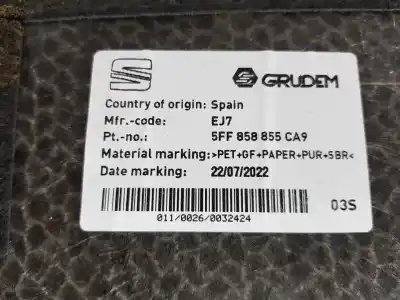 GRUDEM
Country of origin: Spain
Mfr.-code: EJ7
Pt.-no.: 5FF 858 855 CA9
Material marking: >PET+GF+PAPER+PUR+SBR<
Date marking: 22/07/2022
011/0026/0032424
03S